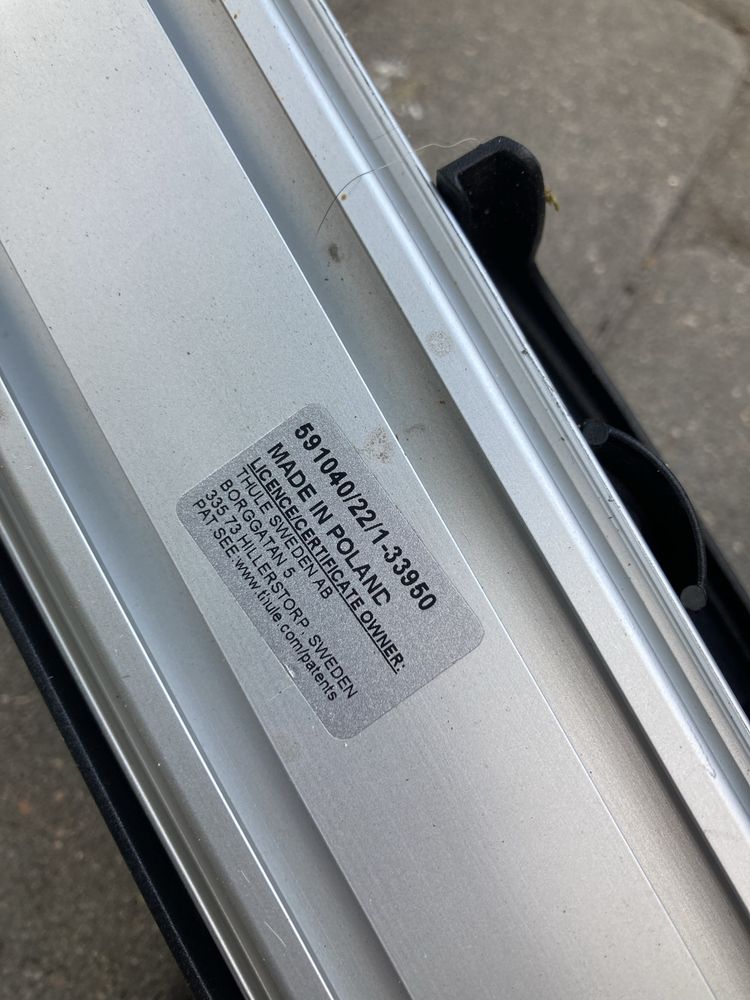 591040/22/1-33950
MADE IN POLAND
LICENCE/CERTIFICATE OWNER:
THULE SWEDEN AB
BORGGATAN 5
335 73 HILLERSTORP, SWEDEN
PAT SEE:www.thule.com/patents